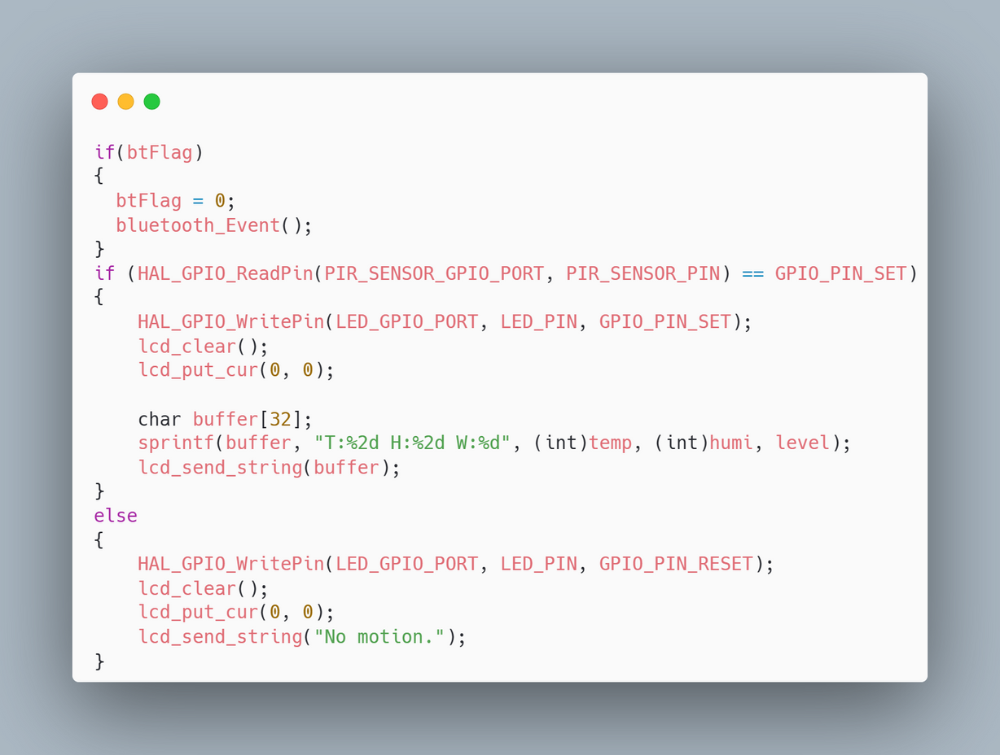 if(btFlag)
{
  btFlag = 0;
  bluetooth_Event();
}
if (HAL_GPIO_ReadPin(PIR_SENSOR_GPIO_PORT, PIR_SENSOR_PIN) == GPIO_PIN_SET)
{
    HAL_GPIO_WritePin(LED_GPIO_PORT, LED_PIN, GPIO_PIN_SET);
    lcd_clear();
    lcd_put_cur(0, 0);

    char buffer[32];
    sprintf(buffer, "T:%2d H:%2d W:%d", (int)temp, (int)humi, level);
    lcd_send_string(buffer);
}
else
{
    HAL_GPIO_WritePin(LED_GPIO_PORT, LED_PIN, GPIO_PIN_RESET);
    lcd_clear();
    lcd_put_cur(0, 0);
    lcd_send_string("No motion.");
}